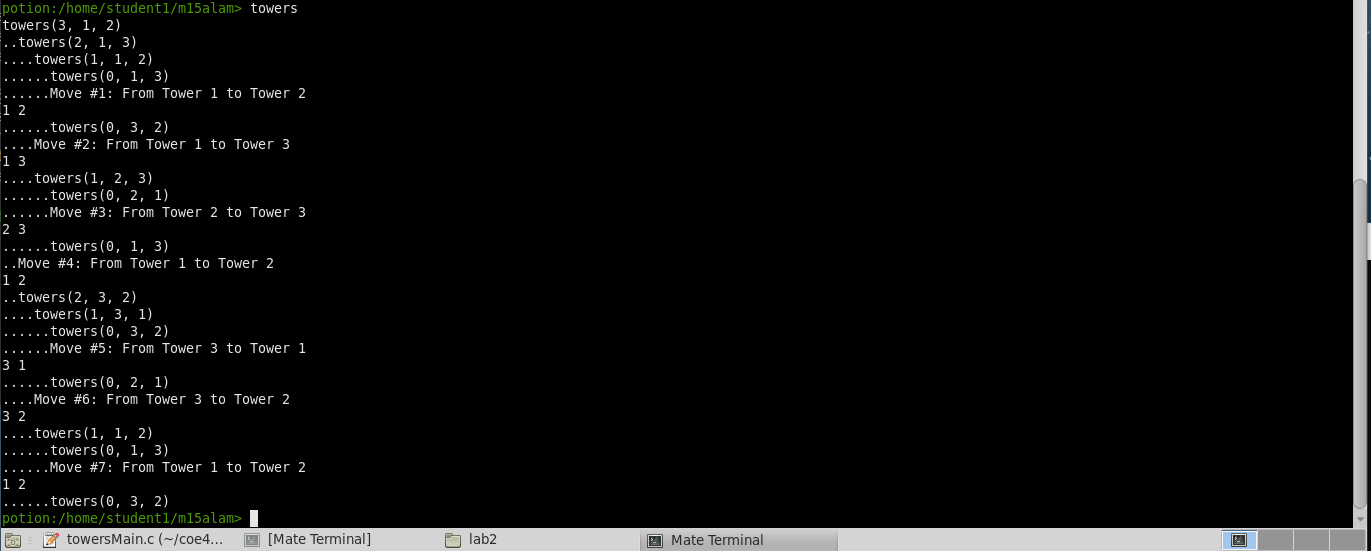 potion:/home/student1/m15alam> towers
towers(3, 1, 2)
..towers(2, 1, 3)
....towers(1, 1, 2)
......towers(0, 1, 3)
......Move #1: From Tower 1 to Tower 2
1 2
......towers(0, 3, 2)
....Move #2: From Tower 1 to Tower 3
1 3
....towers(1, 2, 3)
......towers(0, 2, 1)
......Move #3: From Tower 2 to Tower 3
2 3
......towers(0, 1, 3)
..Move #4: From Tower 1 to Tower 2
1 2
..towers(2, 3, 2)
....towers(1, 3, 1)
......towers(0, 3, 2)
......Move #5: From Tower 3 to Tower 1
3 1
......towers(0, 2, 1)
....Move #6: From Tower 3 to Tower 2
3 2
....towers(1, 1, 2)
......towers(0, 1, 3)
......Move #7: From Tower 1 to Tower 2
1 2
......towers(0, 3, 2)
potion:/home/student1/m15alam>
towersMain.c (~/coe4... [Mate Terminal] lab2 Mate Terminal